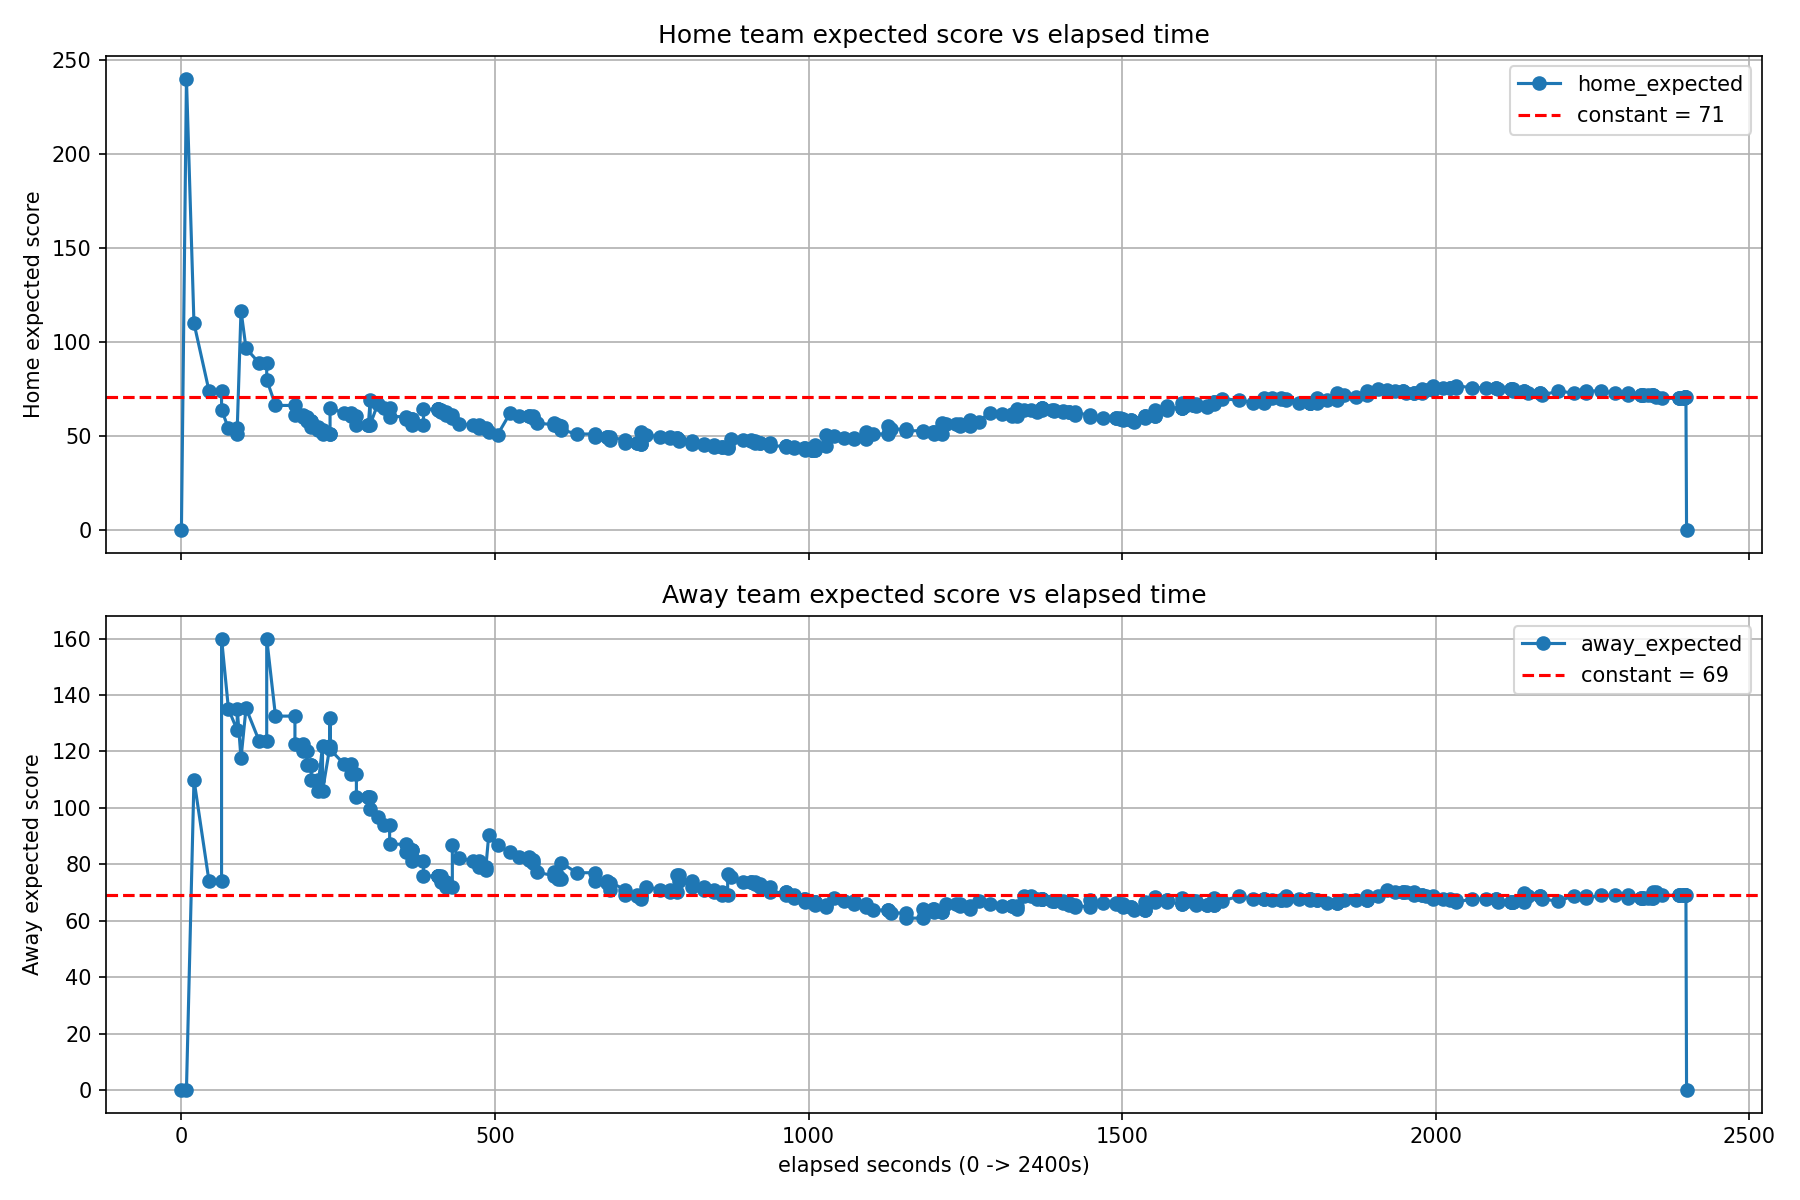 Home team expected score vs elapsed time
250
200
150
100
50
0
Home expected score
home_expected
constant = 71
Away team expected score vs elapsed time
160
140
120
100
80
60
40
20
0
Away expected score
away_expected
constant = 69
0 500 1000 1500 2000 2500
elapsed seconds (0 -> 2400s)